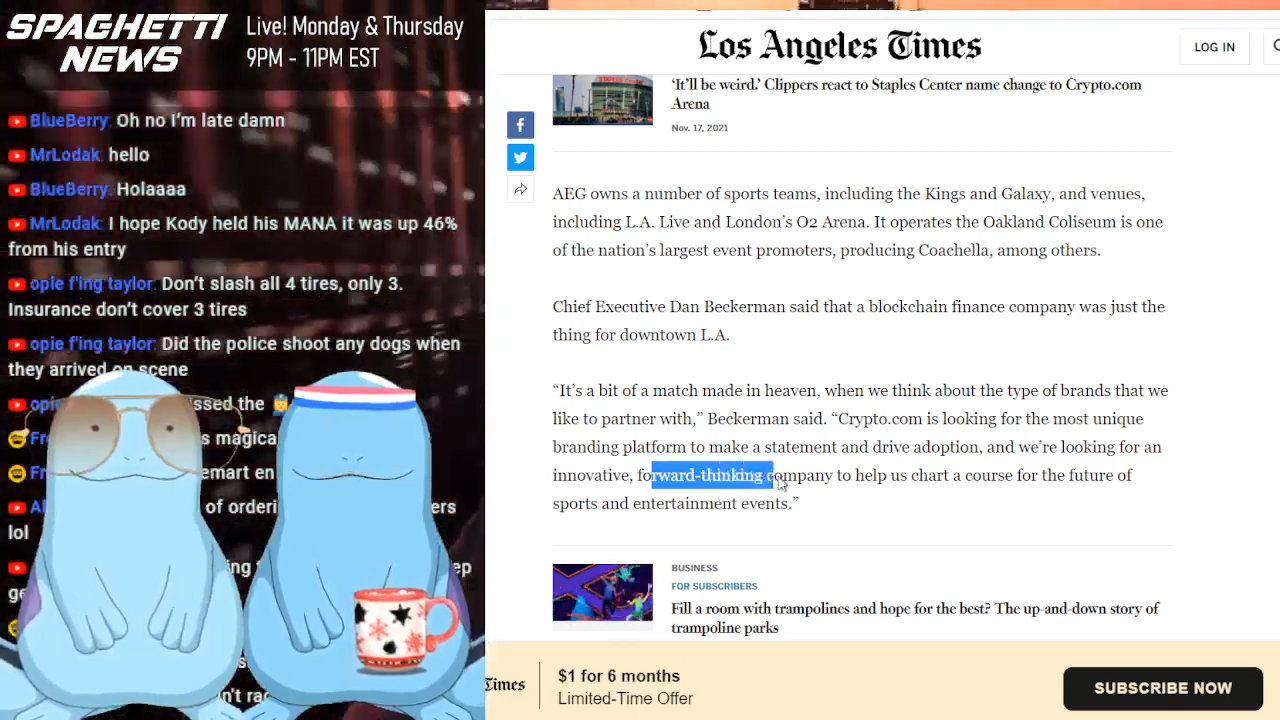 SPAGHETTI
NEWS
Live! Monday & Thursday
9PM - 11PM EST
BlueBerry: Oh no I'm late damn
MrLodak: hello
BlueBerry: Holaaaa
MrLodak: I hope Kody held his MANA it was up 46%
from his entry
opie f'ing taylor: Don't slash all 4 tires, only 3.
Insurance don't cover 3 tires
opie f'ing taylor: Did the police shoot any dogs when
they arrived on scene
Los Angeles Times
LOG IN
STAPLES CENTER
'It'll be weird.' Clippers react to Staples Center name change to Crypto.com
Arena
Nov. 17, 2021
AEG owns a number of sports teams, including the Kings and Galaxy, and venues,
including L.A. Live and London's O2 Arena. It operates the Oakland Coliseum is one
of the nation's largest event promoters, producing Coachella, among others.
Chief Executive Dan Beckerman said that a blockchain finance company was just the
thing for downtown L.A.
“It's a bit of a match made in heaven, when we think about the type of brands that we
like to partner with,” Beckerman said. “Crypto.com is looking for the most unique
branding platform to make a statement and drive adoption, and we're looking for an
innovative, forward-thinking company to help us chart a course for the future of
sports and entertainment events.”
BUSINESS
FOR SUBSCRIBERS
Fill a room with trampolines and hope for the best? The up-and-down story of
trampoline parks
Times
$1 for 6 months
Limited-Time Offer
SUBSCRIBE NOW